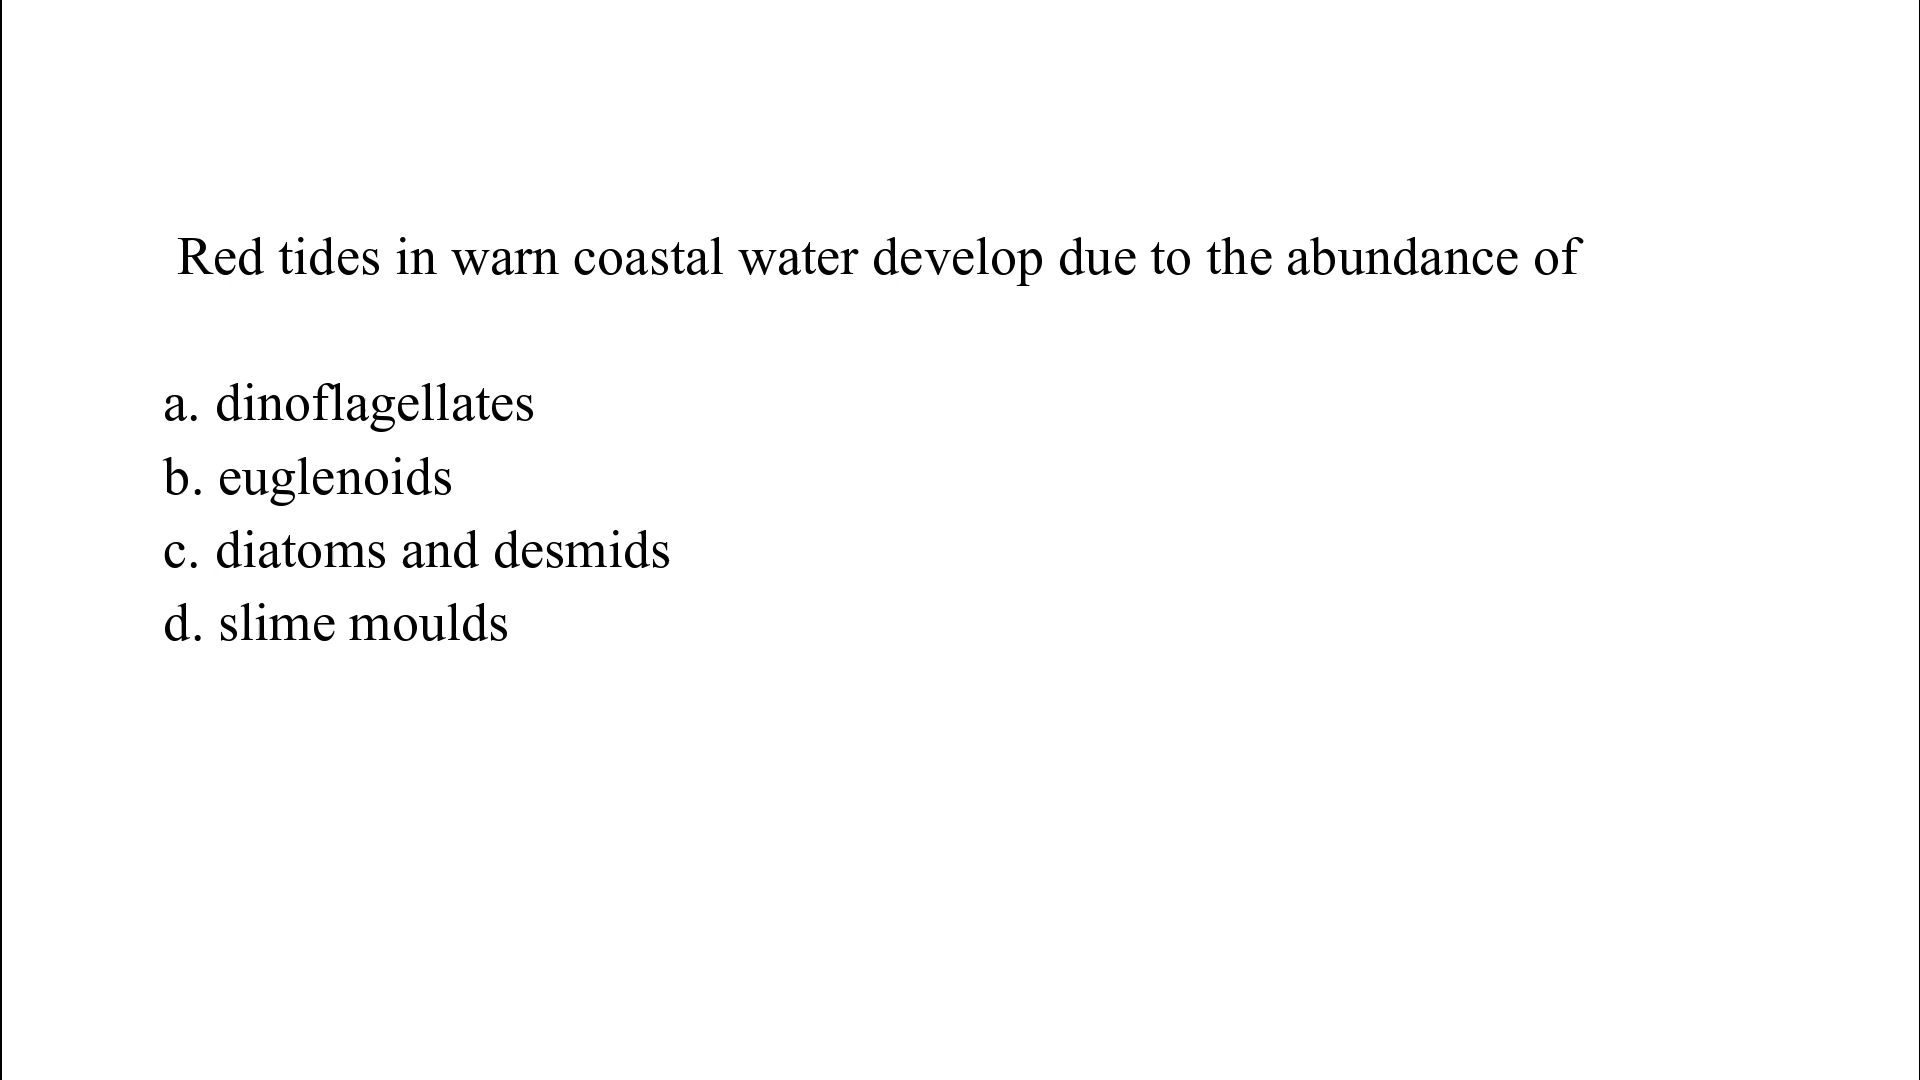 Red tides in warn coastal water develop due to the abundance of
a. dinoflagellates
b. euglenoids
c. diatoms and desmids
d. slime moulds